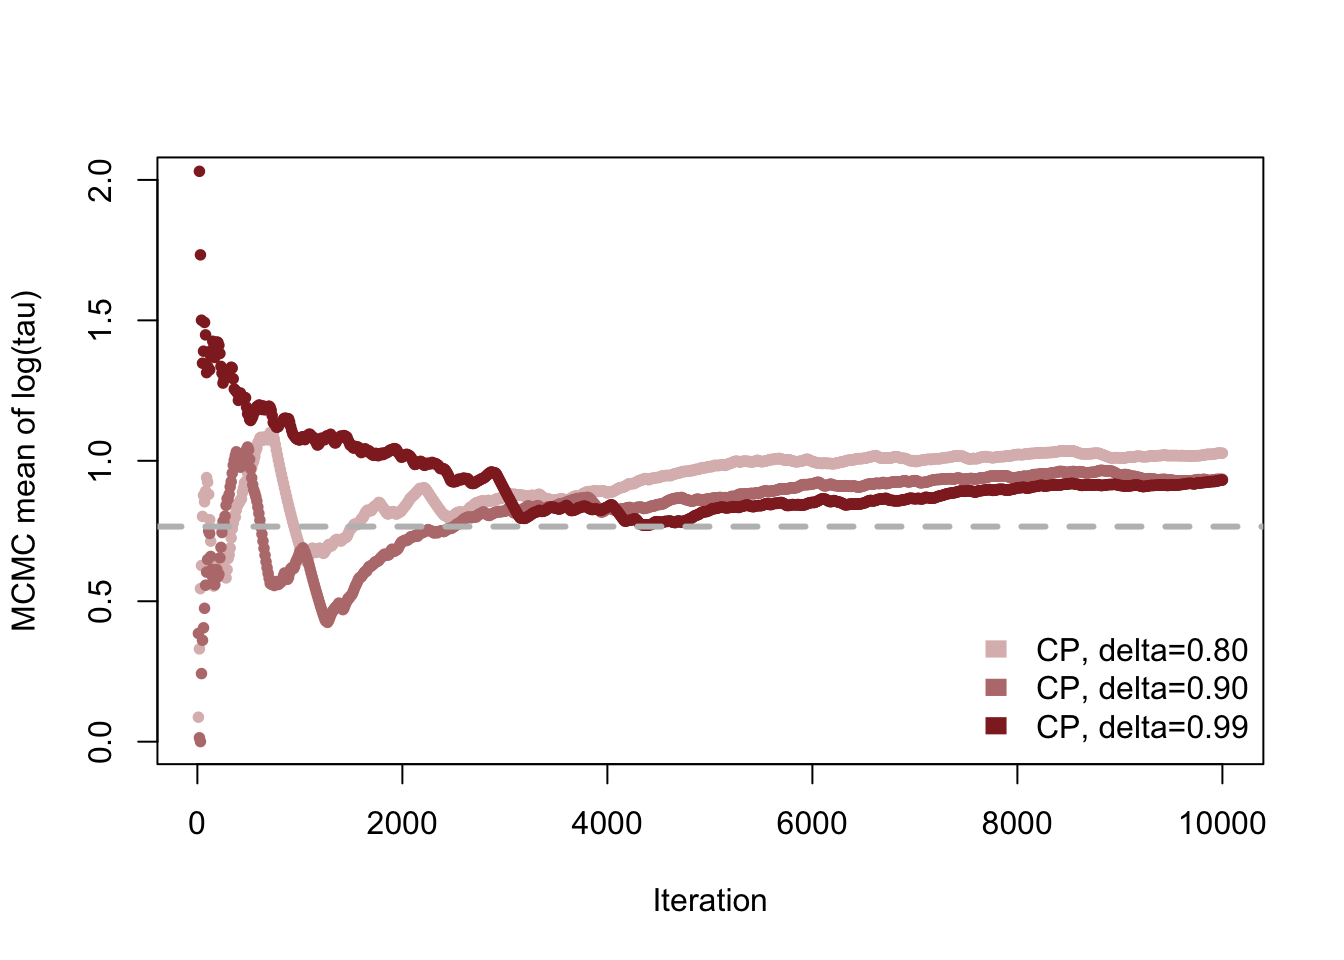 MCMC mean of log(tau)
2.0
1.5
1.0
0.5
0.0
CP, delta=0.80
CP, delta=0.90
CP, delta=0.99
0 2000 4000 6000 8000 10000
Iteration